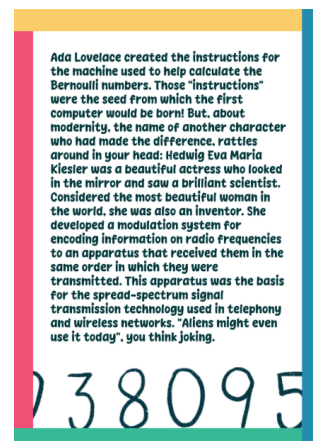 Ada Lovelace created the instructions for
the machine used to help calculate the
Bernoulli numbers. Those "instructions"
were the seed from which the first
computer would be born! But, about
modernity, the name of another character
who had made the difference, rattles
around in your head: Hedwig Eva Maria
Kiesler was a beautiful actress who looked
in the mirror and saw a brilliant scientist.
Considered the most beautiful woman in
the world, she was also an inventor. She
developed a modulation system for
encoding information on radio frequencies
to an apparatus that received them in the
same order in which they were
transmitted. This apparatus was the basis
for the spread-spectrum signal
transmission technology used in telephony
and wireless networks. "Aliens might even
use it today", you think joking.
38095